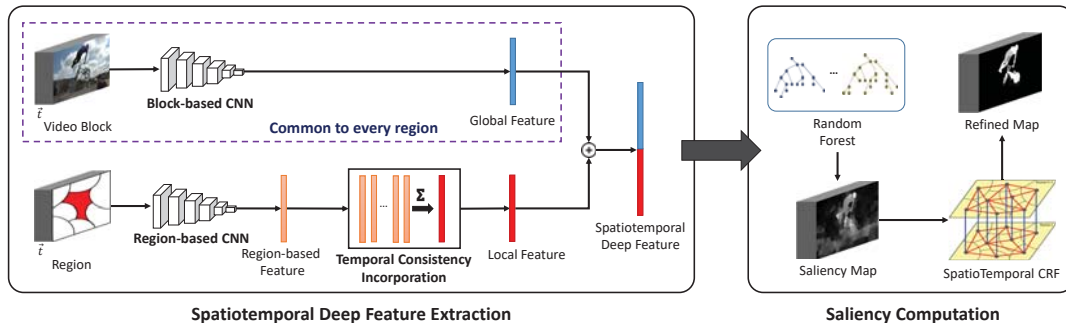 t
Video Block
Block-based CNN
Common to every region
Global Feature
t
Region
Region-based CNN
Region-based
Feature
...
Σ
Temporal Consistency
Incorporation
Local Feature
+
Spatiotemporal
Deep Feature
Spatiotemporal Deep Feature Extraction
...
Random
Forest
Refined Map
Saliency Map
SpatioTemporal CRF
Saliency Computation